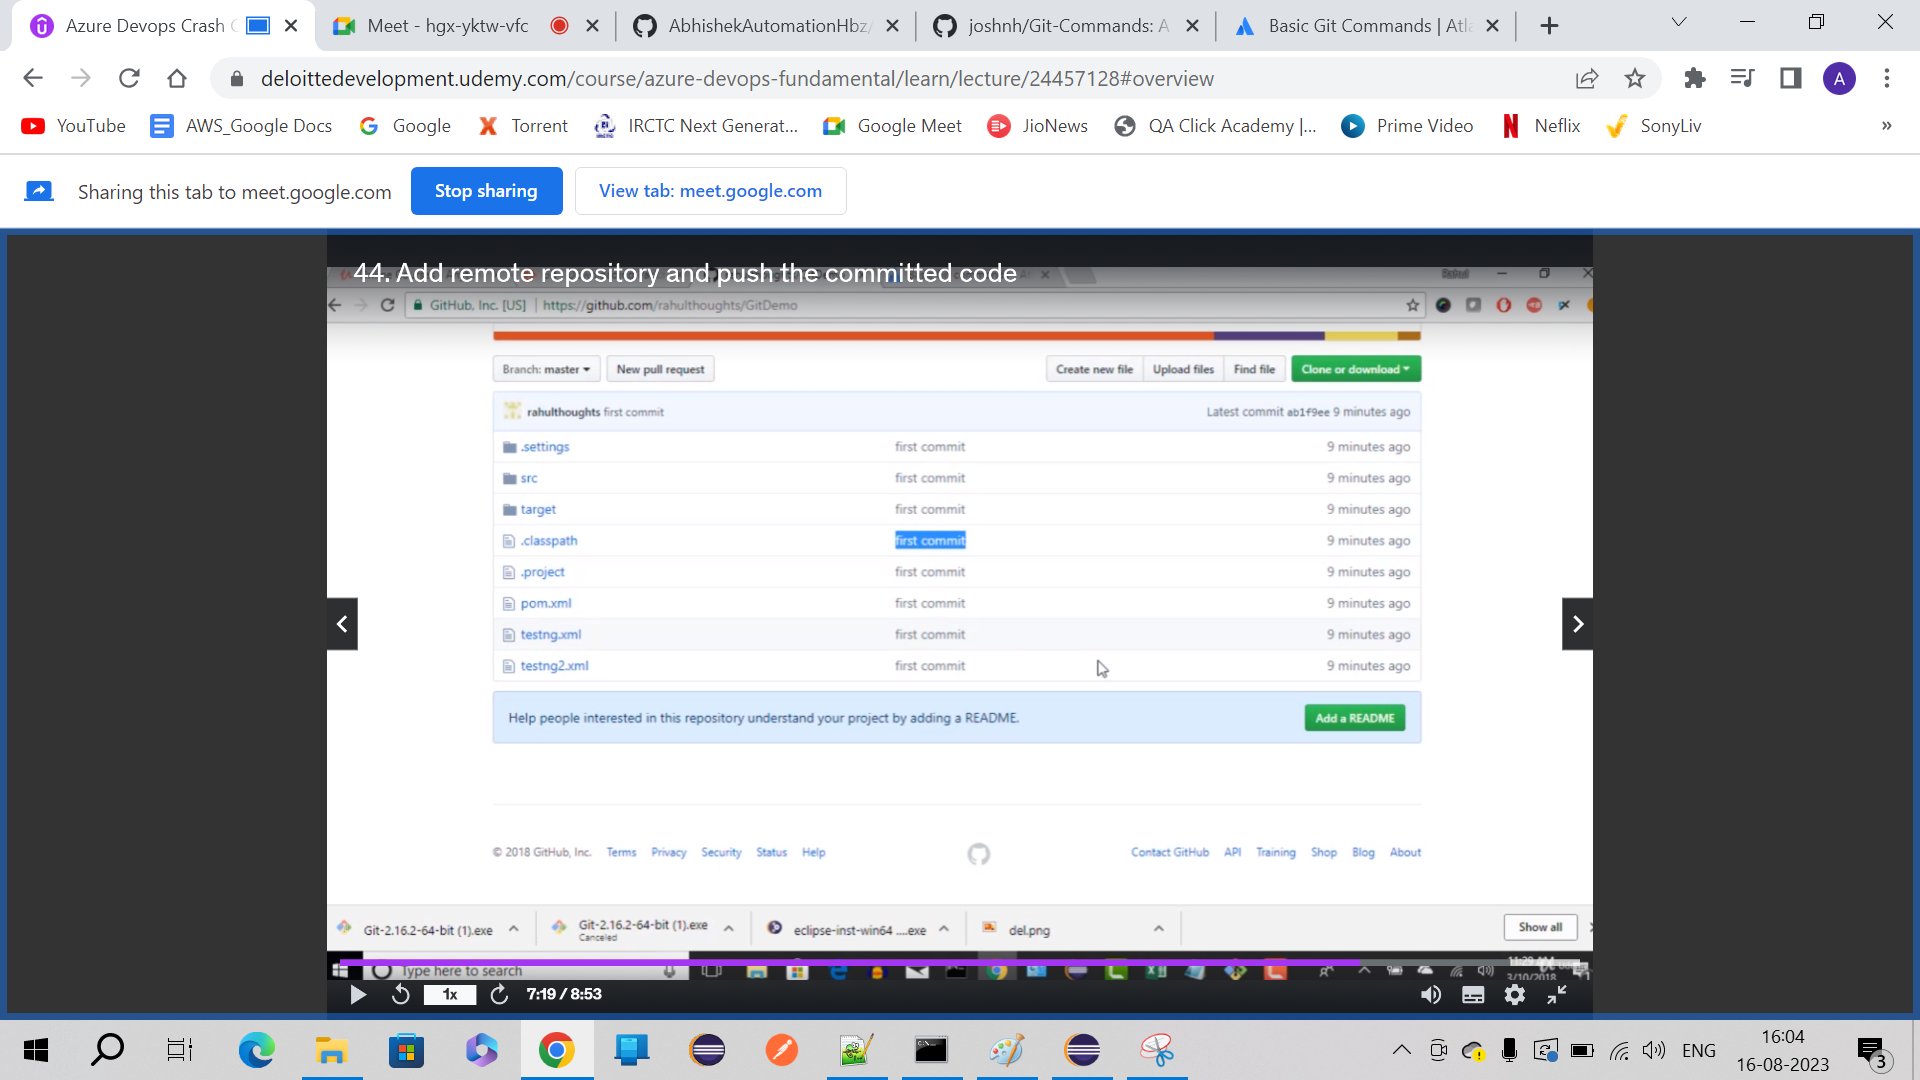 Azure Devops Crash C
Meet - hgx-yktw-vfc
AbhishekAutomationHbz/
joshnh/Git-Commands: A
Basic Git Commands | Atla
deloittedevelopment.udemy.com/course/azure-devops-fundamental/learn/lecture/24457128#overview
A
YouTube
AWS_Google Docs
Google
Torrent
IRCTC Next Generat...
Google Meet
JioNews
QA Click Academy |...
Prime Video
Neflix
SonyLiv
»
Sharing this tab to meet.google.com
Stop sharing
View tab: meet.google.com
44. Add remote repository and push the committed code
GitHub, Inc. [US] | https://github.com/rahulthoughts/GitDemo
Branch: master
New pull request
Create new file
Upload files
Find file
Clone or download
rahulthoughts first commit
Latest commit ab1f9ee 9 minutes ago
.settings first commit 9 minutes ago
src first commit 9 minutes ago
target first commit 9 minutes ago
.classpath first commit 9 minutes ago
.project first commit 9 minutes ago
pom.xml first commit 9 minutes ago
testng.xml first commit 9 minutes ago
testng2.xml first commit 9 minutes ago
Help people interested in this repository understand your project by adding a README.
Add a README
© 2018 GitHub, Inc. Terms Privacy Security Status Help
Contact GitHub API Training Shop Blog About
Git-2.16.2-64-bit (1).exe
Git-2.16.2-64-bit (1).exe
Canceled
eclipse-inst-win64 ....exe
del.png
Show all
Type here to search
3/10/2018
1x
7:19 / 8:53
ENG
16:04
16-08-2023
3